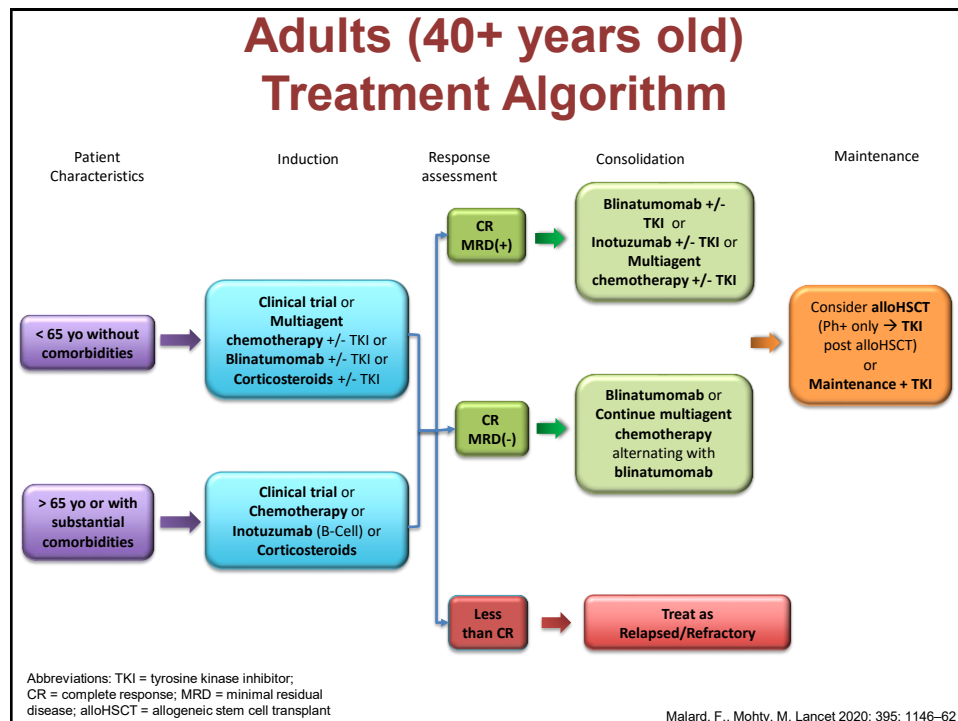 Adults (40+ years old)
Treatment Algorithm
Patient
Characteristics
Induction
Response
assessment
Consolidation
Maintenance
< 65 yo without
comorbidities
Clinical trial or
Multiagent
chemotherapy +/- TKI or
Blinatumomab +/- TKI or
Corticosteroids +/- TKI
CR
MRD(+)
Blinatumomab +/-
TKI or
Inotuzumab +/- TKI or
Multiagent
chemotherapy +/- TKI
Consider alloHSCT
(Ph+ only → TKI
post alloHSCT)
or
Maintenance + TKI
CR
MRD(-)
Blinatumomab or
Continue multiagent
chemotherapy
alternating with
blinatumomab
> 65 yo or with
substantial
comorbidities
Clinical trial or
Chemotherapy or
Inotuzumab (B-Cell) or
Corticosteroids
Less
than CR
Treat as
Relapsed/Refractory
Abbreviations: TKI = tyrosine kinase inhibitor;
CR = complete response; MRD = minimal residual
disease; alloHSCT = allogeneic stem cell transplant
Malard, F., Mohty, M. Lancet 2020; 395: 1146–62